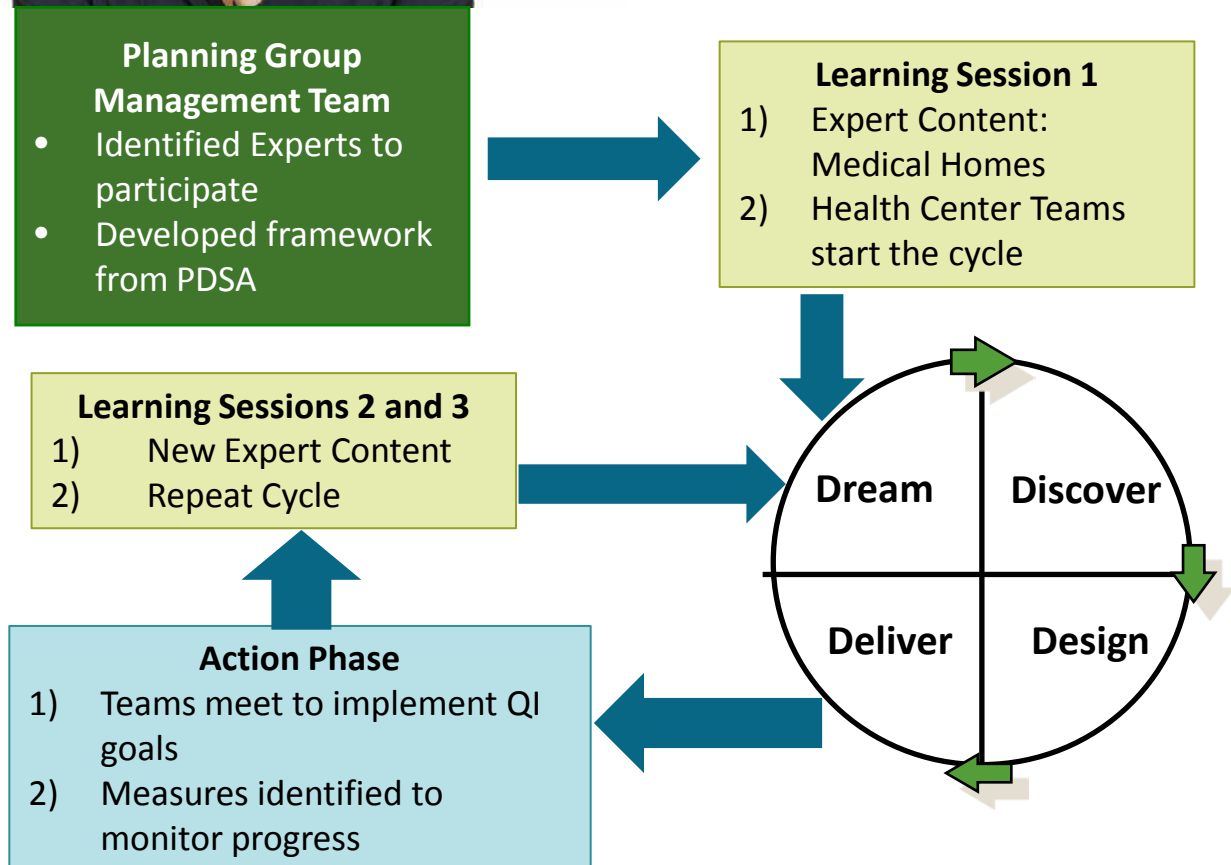 Planning Group
Management Team
• Identified Experts to
participate
• Developed framework
from PDSA
Learning Session 1
1) Expert Content:
Medical Homes
2) Health Center Teams
start the cycle
Learning Sessions 2 and 3
1) New Expert Content
2) Repeat Cycle
Dream
Discover
Deliver
Design
Action Phase
1) Teams meet to implement QI
goals
2) Measures identified to
monitor progress